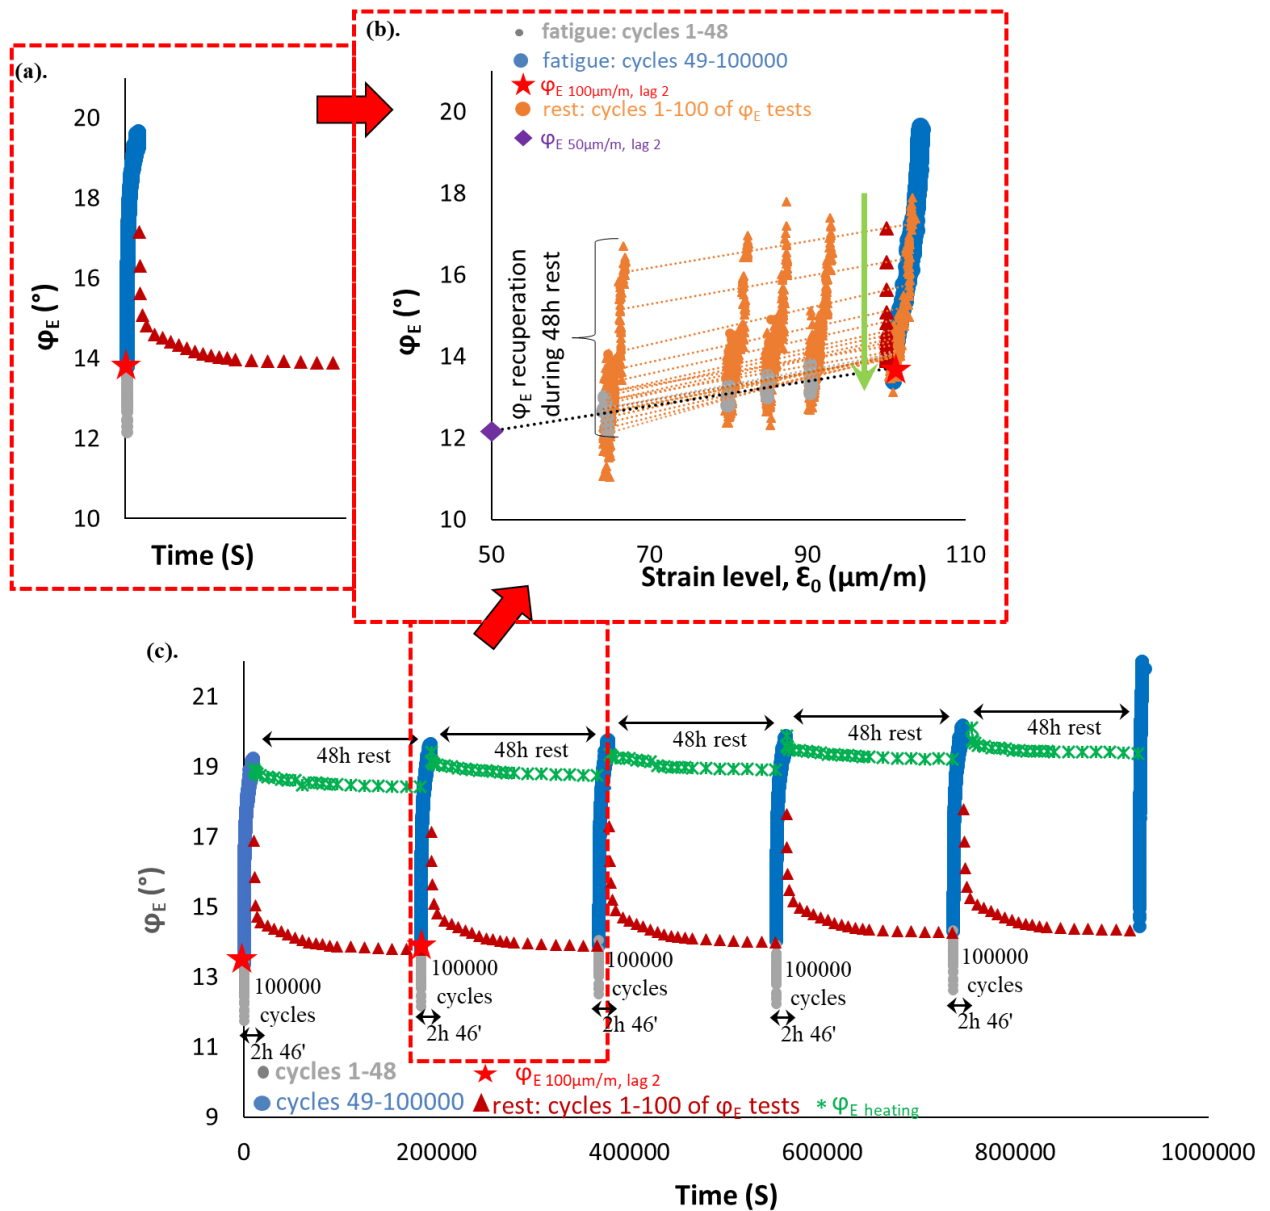 (a).
20
18
16
14
12
10
φE (°)
Time (S)
(b).
fatigue: cycles 1-48
fatigue: cycles 49-100000
φE 100µm/m, lag 2
rest: cycles 1-100 of φE tests
φE 50µm/m, lag 2
20
18
16
14
12
10
φE (°)
φE recuperation
during 48h rest
50
70
90
110
Strain level, Ɛ0 (µm/m)
(c).
21
19
17
15
13
11
9
φE (°)
48h rest
48h rest
48h rest
48h rest
48h rest
100000
cycles
2h 46'
100000
cycles
2h 46'
100000
cycles
2h 46'
100000
cycles
2h 46'
100000
cycles
2h 46'
cycles 1-48
φE 100µm/m, lag 2
cycles 49-100000
rest: cycles 1-100 of φE tests
φE heating
0
200000
400000
600000
800000
1000000
Time (S)